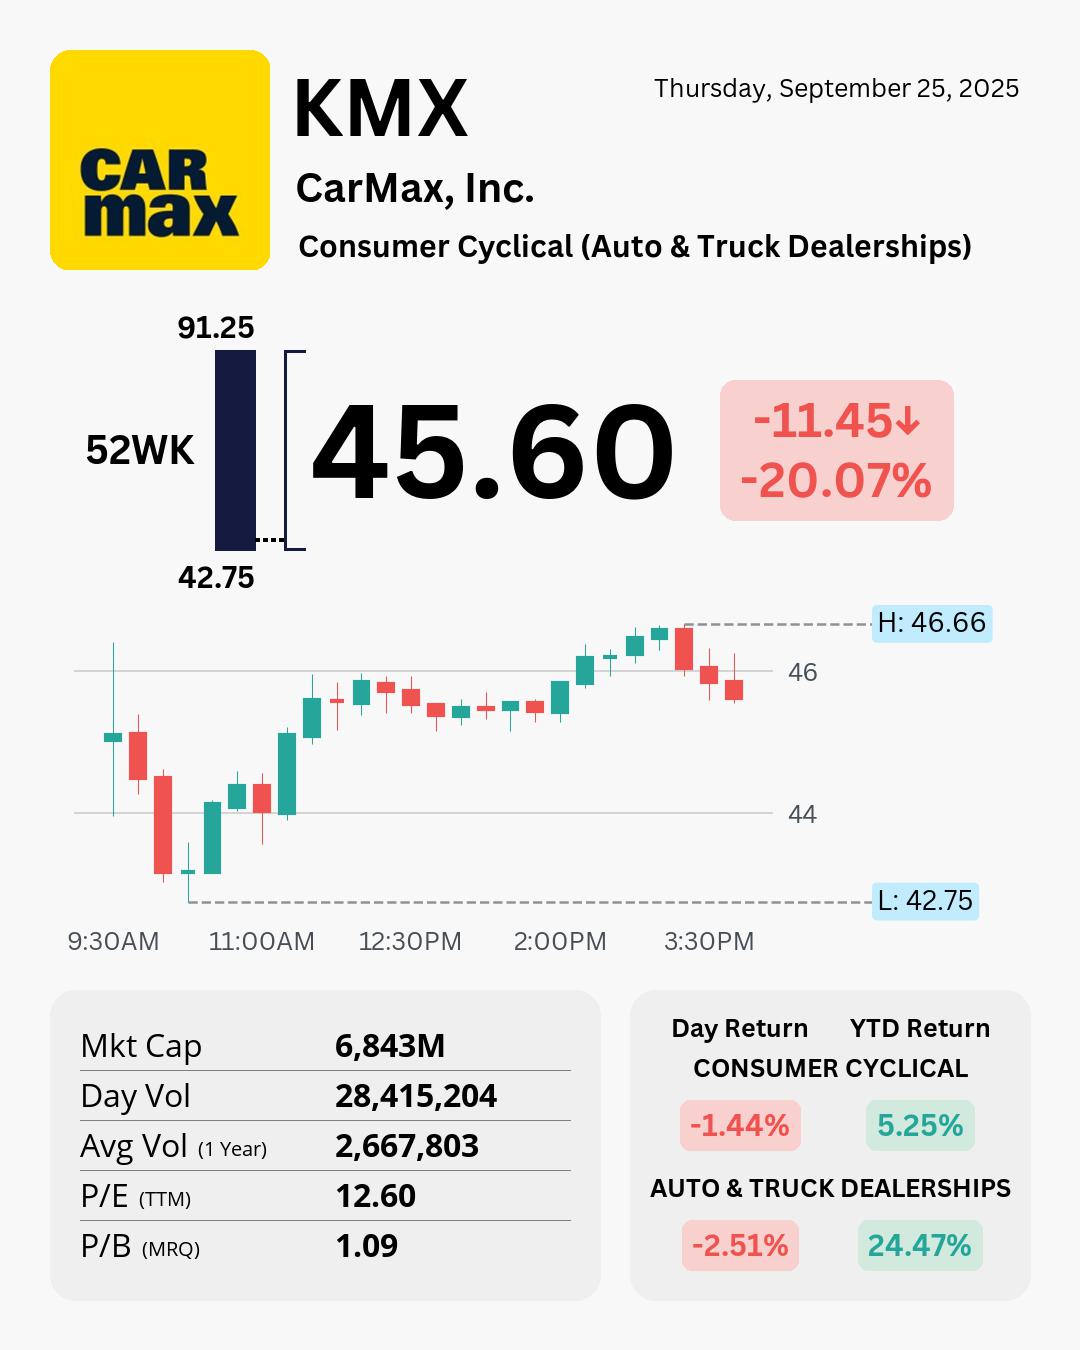 CAR
max
KMX
Thursday, September 25, 2025
CarMax, Inc.
Consumer Cyclical (Auto & Truck Dealerships)
91.25
52WK
42.75
45.60
-11.45↓
-20.07%
H: 46.66
46
44
L: 42.75
9:30AM 11:00AM 12:30PM 2:00PM 3:30PM
Mkt Cap 6,843M
Day Vol 28,415,204
Avg Vol (1 Year) 2,667,803
P/E (TTM) 12.60
P/B (MRQ) 1.09
Day Return YTD Return
CONSUMER CYCLICAL
-1.44% 5.25%
AUTO & TRUCK DEALERSHIPS
-2.51% 24.47%